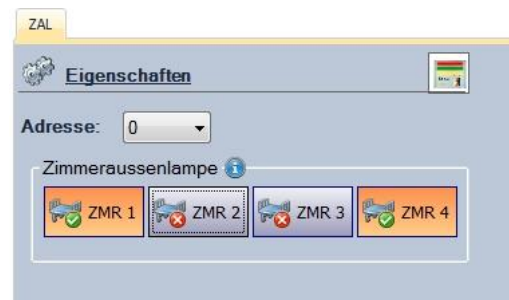 ZAL
Eigenschaften
Adresse: 0
Zimmeraussenlampe
ZMR 1 ZMR 2 ZMR 3 ZMR 4